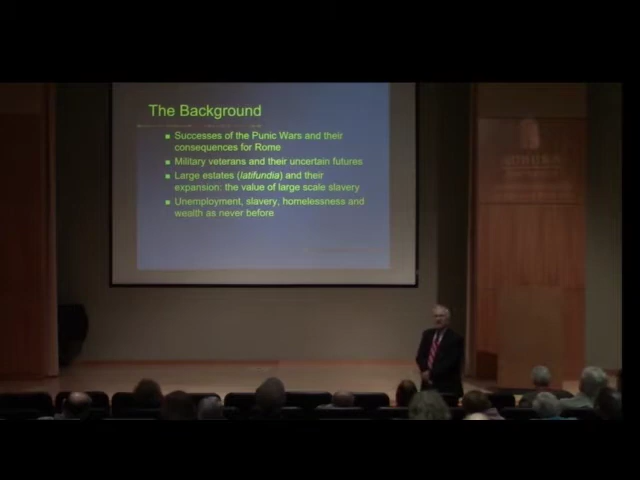 The Background
Successes of the Punic Wars and their
consequences for Rome
Military veterans and their uncertain futures
Large estates (latifundia) and their
expansion: the value of large scale slavery
Unemployment, slavery, homelessness and
wealth as never before